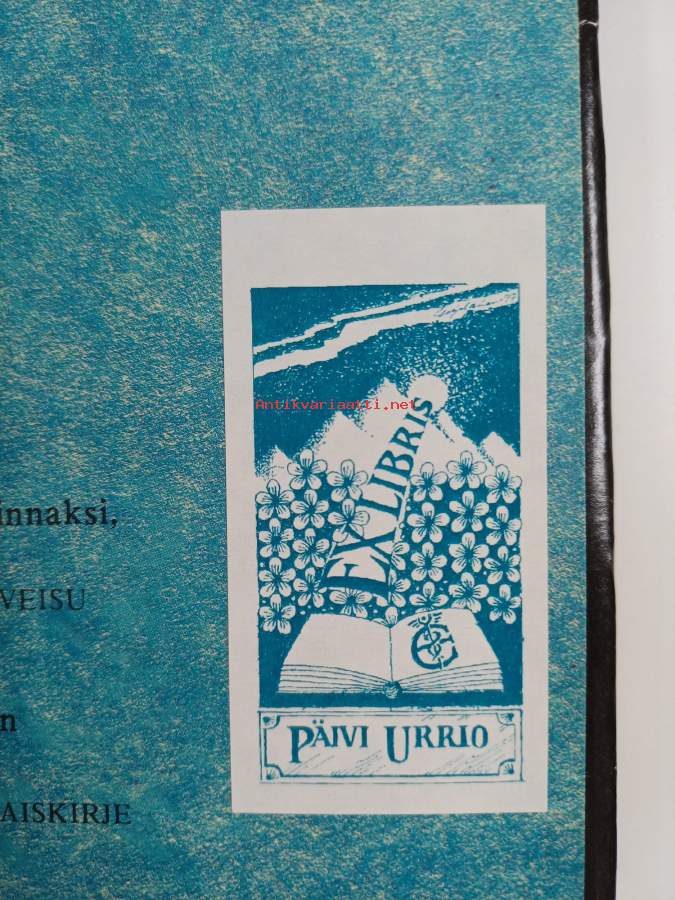 Antikvariaatti.net
EX LIBRIS
innaksi,
VEISU
n
AISKIRJE
PÄIVI URRIO